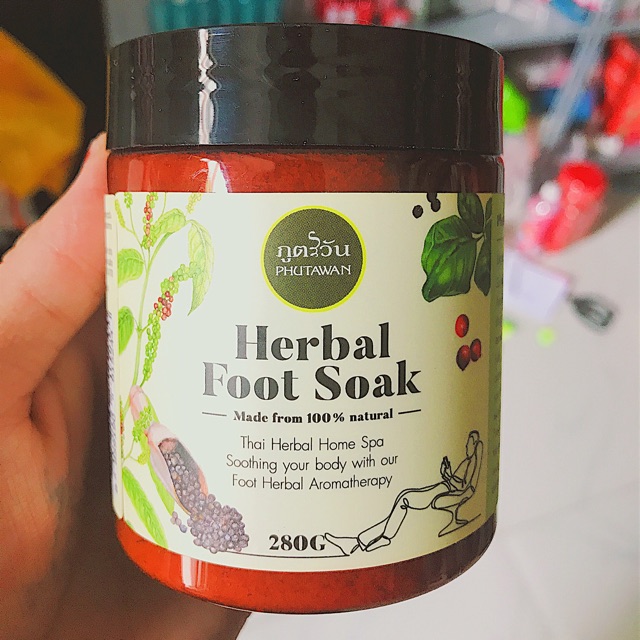 ภูตะวัน
PHUTAWAN
Herbal
Foot Soak
Made from 100% natural
Thai Herbal Home Spa
Soothing your body with our
Foot Herbal Aromatherapy
280G